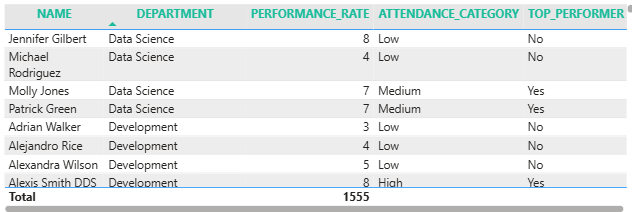 NAME DEPARTMENT PERFORMANCE_RATE ATTENDANCE_CATEGORY TOP_PERFORMER
Jennifer Gilbert Data Science 8 Low No
Michael Data Science 4 Low No
Rodriguez
Molly Jones Data Science 7 Medium Yes
Patrick Green Data Science 7 Medium Yes
Adrian Walker Development 3 Low No
Alejandro Rice Development 4 Low No
Alexandra Wilson Development 5 Low No
Alexis Smith DDS Development 8 High Yes
Total 1555